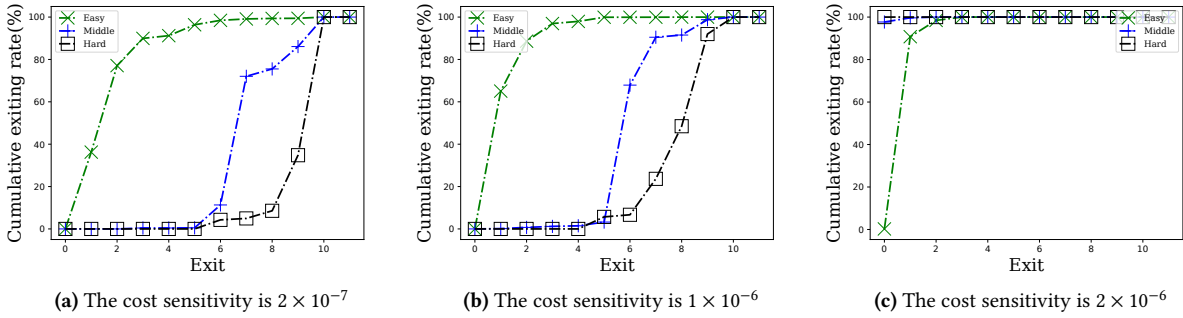 Cumulative exiting rate(%)
100
80
60
40
20
0
Easy
Middle
Hard
0 2 4 6 8 10
Exit
(a) The cost sensitivity is 2 × 10⁻⁷
Cumulative exiting rate(%)
100
80
60
40
20
0
Easy
Middle
Hard
0 2 4 6 8 10
Exit
(b) The cost sensitivity is 1 × 10⁻⁶
Cumulative exiting rate(%)
100
80
60
40
20
0
Easy
Middle
Hard
0 2 4 6 8 10
Exit
(c) The cost sensitivity is 2 × 10⁻⁶